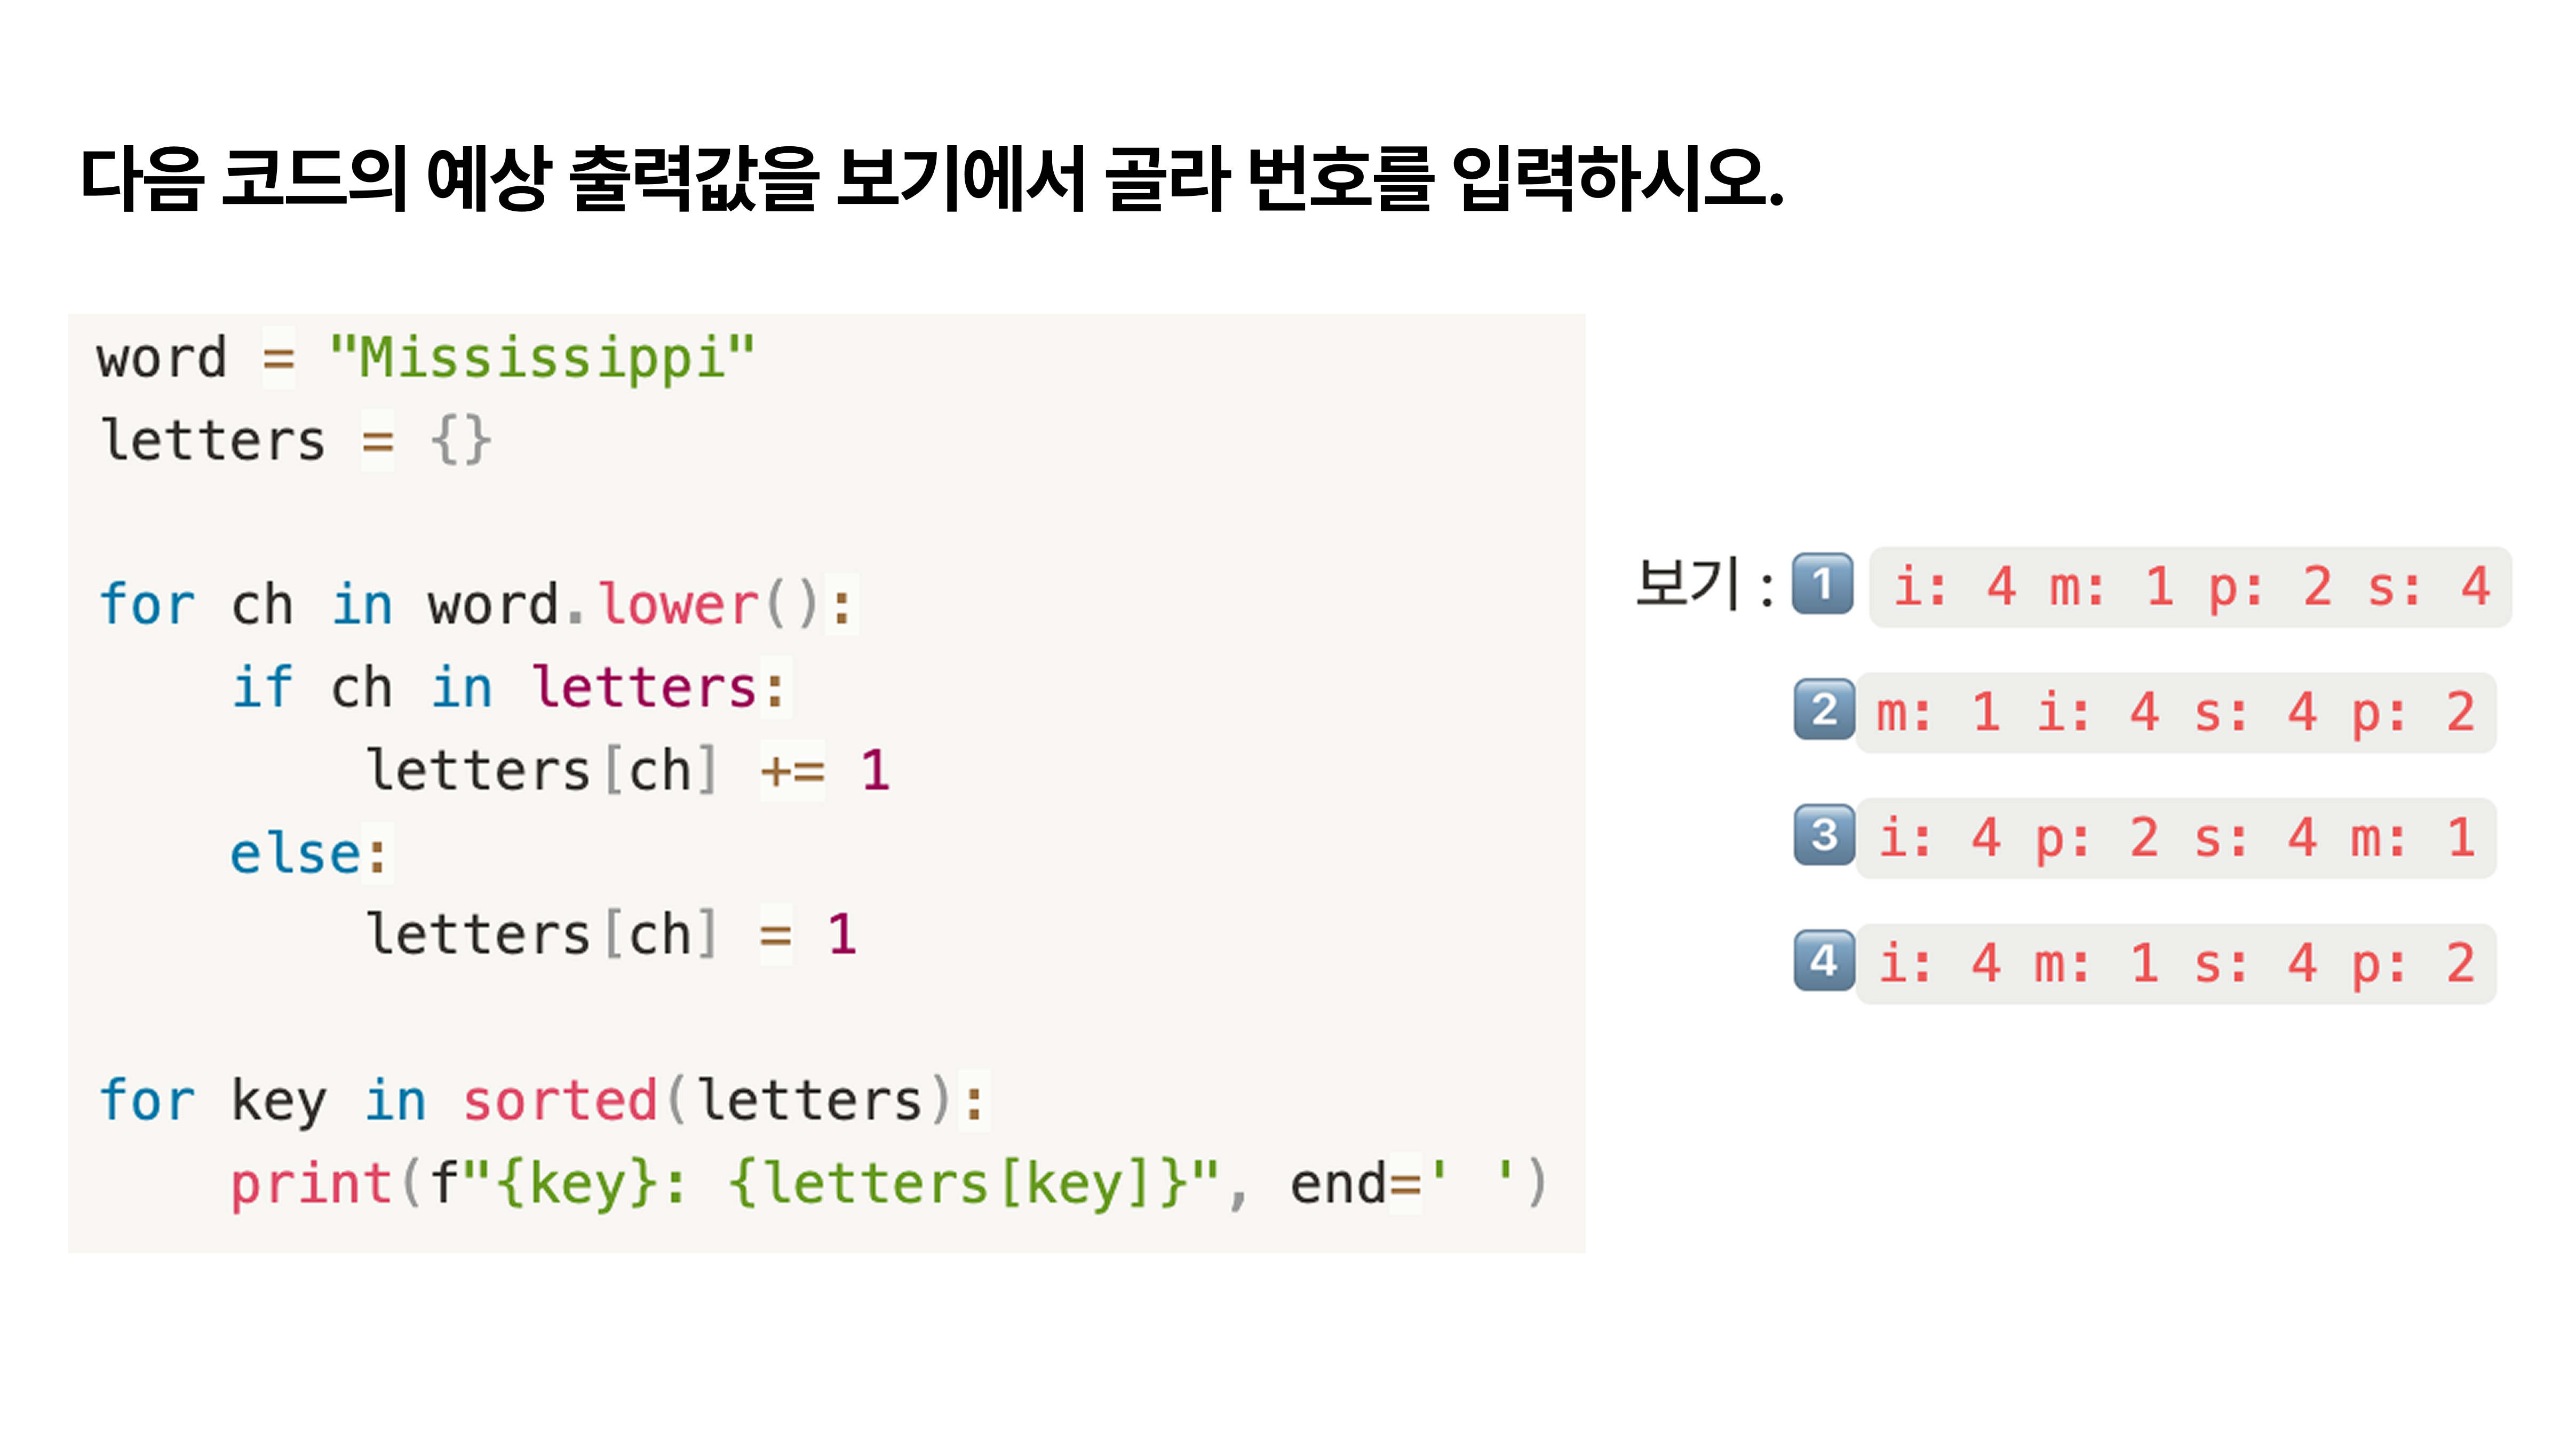 다음 코드의 예상 출력값을 보기에서 골라 번호를 입력하시오.
word = "Mississippi"
letters = {}
for ch in word.lower():
    if ch in letters:
        letters[ch] += 1
    else:
        letters[ch] = 1
for key in sorted(letters):
    print(f"{key}: {letters[key]}", end=' ')
보기 : 1 i: 4 m: 1 p: 2 s: 4
2 m: 1 i: 4 s: 4 p: 2
3 i: 4 p: 2 s: 4 m: 1
4 i: 4 m: 1 s: 4 p: 2